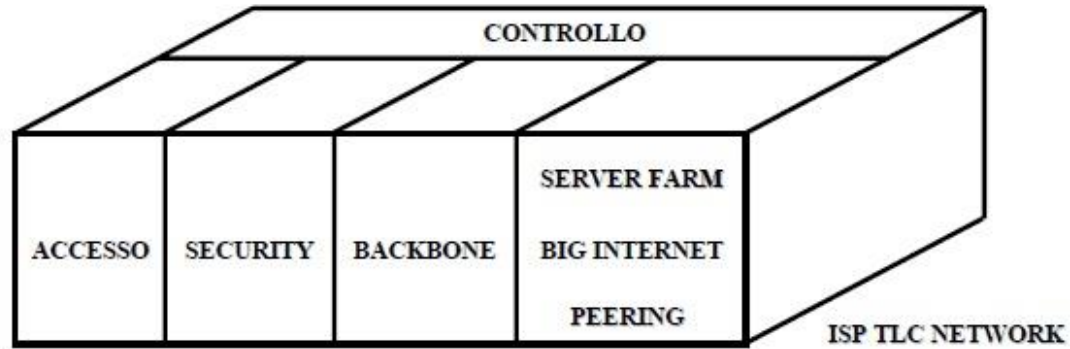 CONTROLLO
ACCESSO
SECURITY
BACKBONE
SERVER FARM
BIG INTERNET
PEERING
ISP TLC NETWORK